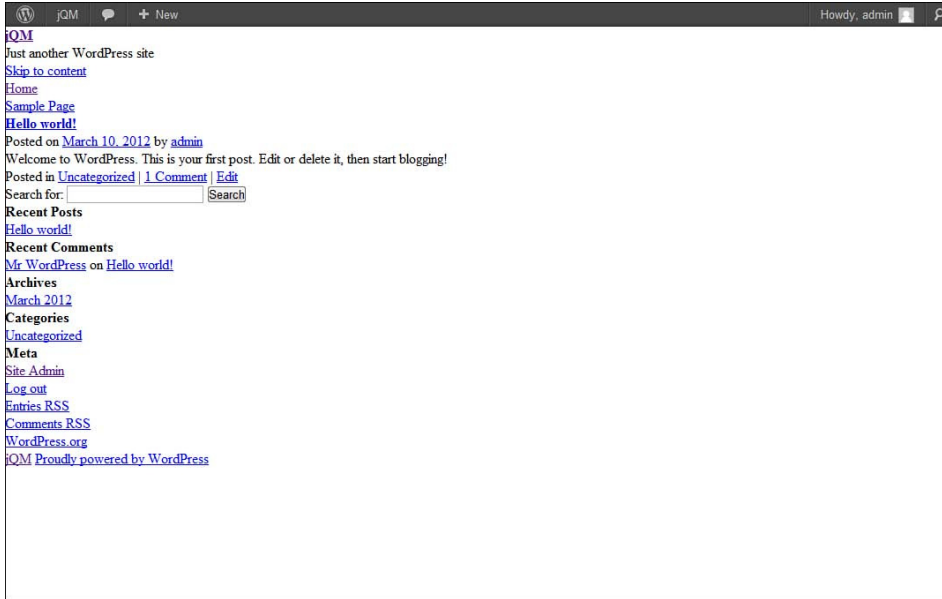 jQM + New Howdy, admin
jQM
Just another WordPress site
Skip to content
Home
Sample Page
Hello world!
Posted on March 10, 2012 by admin
Welcome to WordPress. This is your first post. Edit or delete it, then start blogging!
Posted in Uncategorized | 1 Comment | Edit
Search for: Search
Recent Posts
Hello world!
Recent Comments
Mr WordPress on Hello world!
Archives
March 2012
Categories
Uncategorized
Meta
Site Admin
Log out
Entries RSS
Comments RSS
WordPress.org
jQM Proudly powered by WordPress